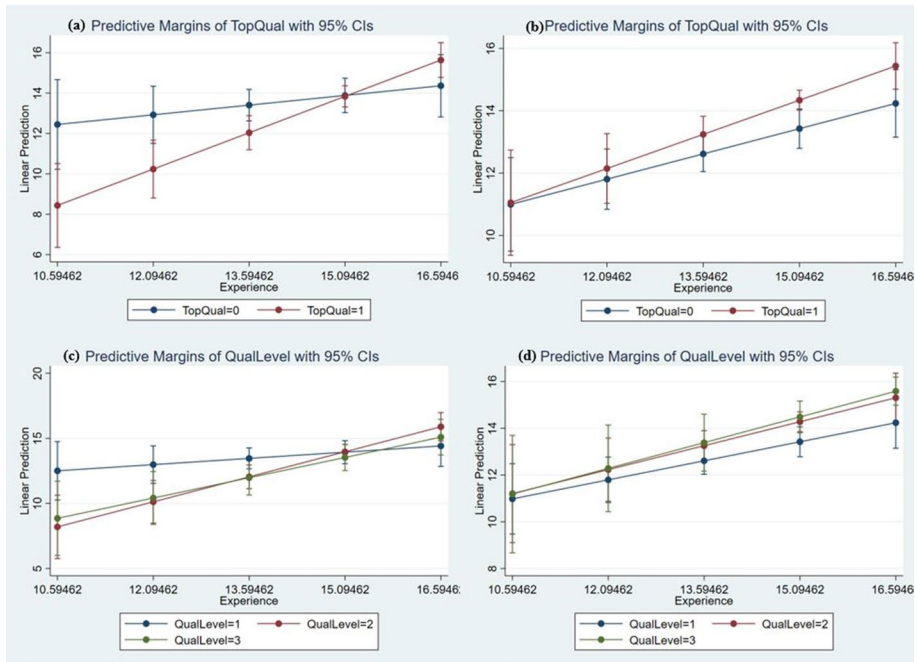 (a) Predictive Margins of TopQual with 95% CIs
16
14
12
10
8
6
Linear Prediction
10.59462 12.09462 13.59462 15.09462 16.5946
Experience
TopQual=0 TopQual=1
(b) Predictive Margins of TopQual with 95% CIs
16
14
12
10
Linear Prediction
10.59462 12.09462 13.59462 15.09462 16.5946
Experience
TopQual=0 TopQual=1
(c) Predictive Margins of QualLevel with 95% CIs
20
15
10
5
Linear Prediction
10.59462 12.09462 13.59462 15.09462 16.5946
Experience
QualLevel=1 QualLevel=2
QualLevel=3
(d) Predictive Margins of QualLevel with 95% CIs
16
14
12
10
8
Linear Prediction
10.59462 12.09462 13.59462 15.09462 16.5946
Experience
QualLevel=1 QualLevel=2
QualLevel=3